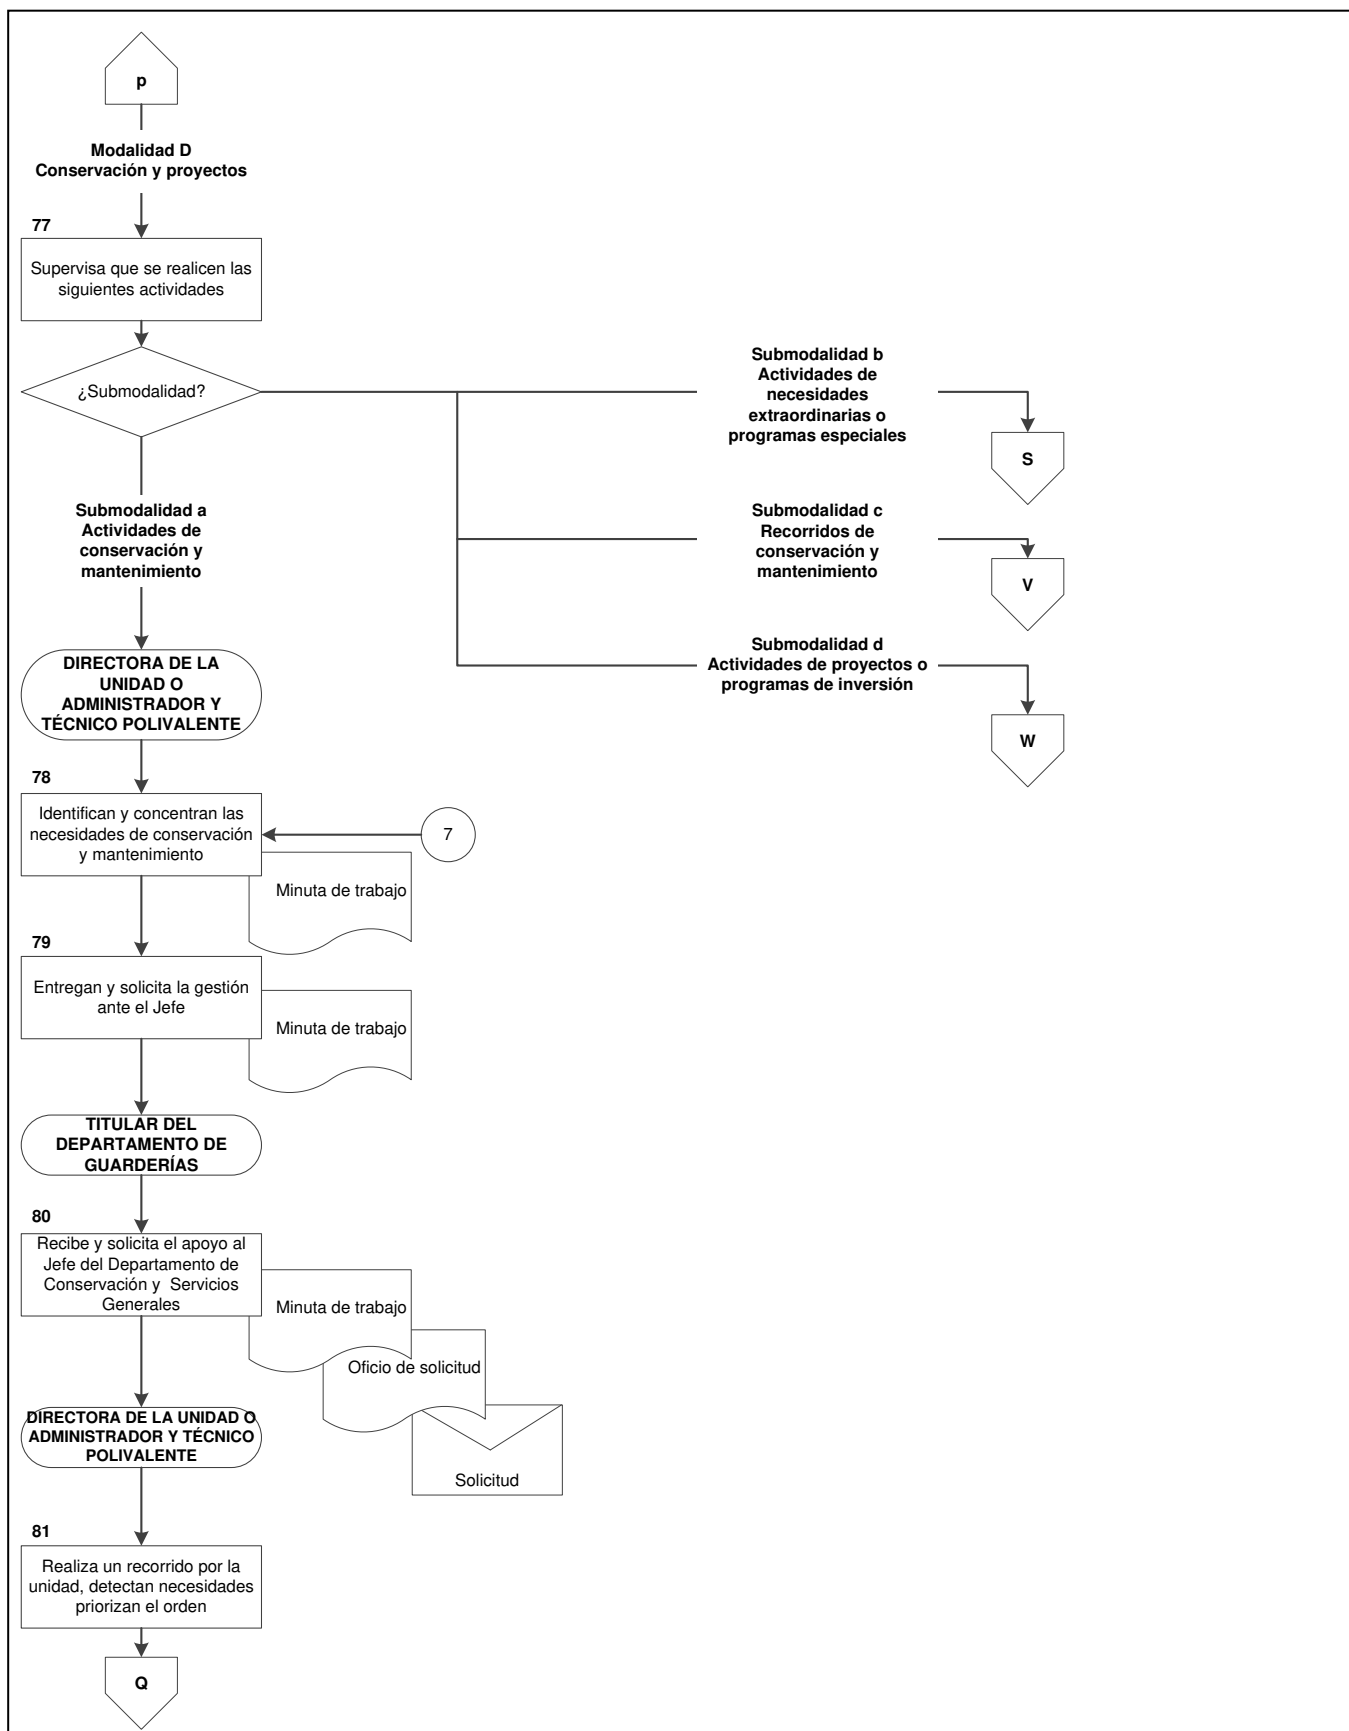 p
Modalidad D
Conservación y proyectos
77
Supervisa que se realicen las
siguientes actividades
¿Submodalidad?
Submodalidad b
Actividades de
necesidades
extraordinarias o
programas especiales
S
Submodalidad a
Actividades de
conservación y
mantenimiento
Submodalidad c
Recorridos de
conservación y
mantenimiento
V
Submodalidad d
Actividades de proyectos o
programas de inversión
W
DIRECTORA DE LA
UNIDAD O
ADMINISTRADOR Y
TÉCNICO POLIVALENTE
78
Identifican y concentran las
necesidades de conservación
y mantenimiento
7
Minuta de trabajo
79
Entregan y solicita la gestión
ante el Jefe
Minuta de trabajo
TITULAR DEL
DEPARTAMENTO DE
GUARDERÍAS
80
Recibe y solicita el apoyo al
Jefe del Departamento de
Conservación y  Servicios
Generales
Minuta de trabajo
Oficio de solicitud
Solicitud
DIRECTORA DE LA UNIDAD O
ADMINISTRADOR Y TÉCNICO
POLIVALENTE
81
Realiza un recorrido por la
unidad, detectan necesidades
priorizan el orden
Q